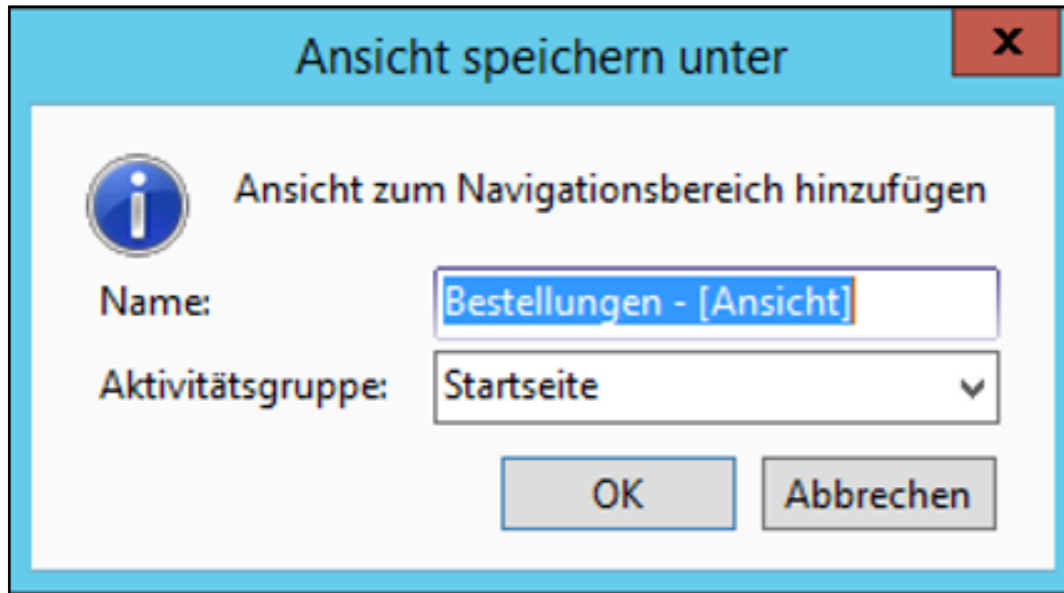 Ansicht speichern unter
x
Ansicht zum Navigationsbereich hinzufügen
Name: Bestellungen - [Ansicht]
Aktivitätsgruppe: Startseite
OK Abbrechen